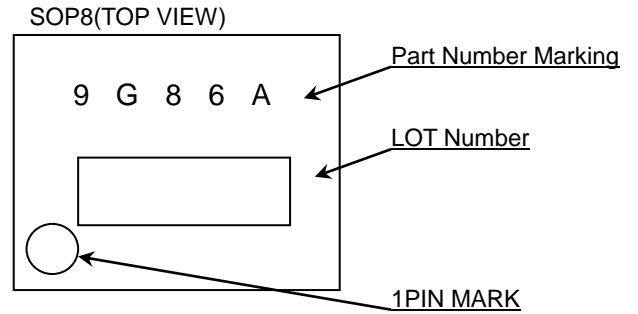 SOP8(TOP VIEW)
Part Number Marking
9 G 8 6 A
LOT Number
1PIN MARK